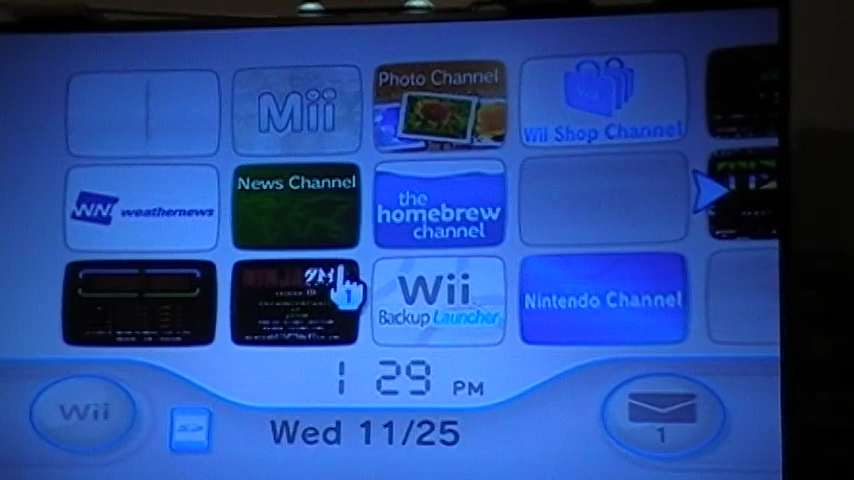 Mii
Photo Channel
Wii Shop Channel
WN! weathernews
News Channel
the
homebrew
channel
Wii
Backup Launcher
Nintendo Channel
1
1 29 PM
Wii
Wed 11/25
1